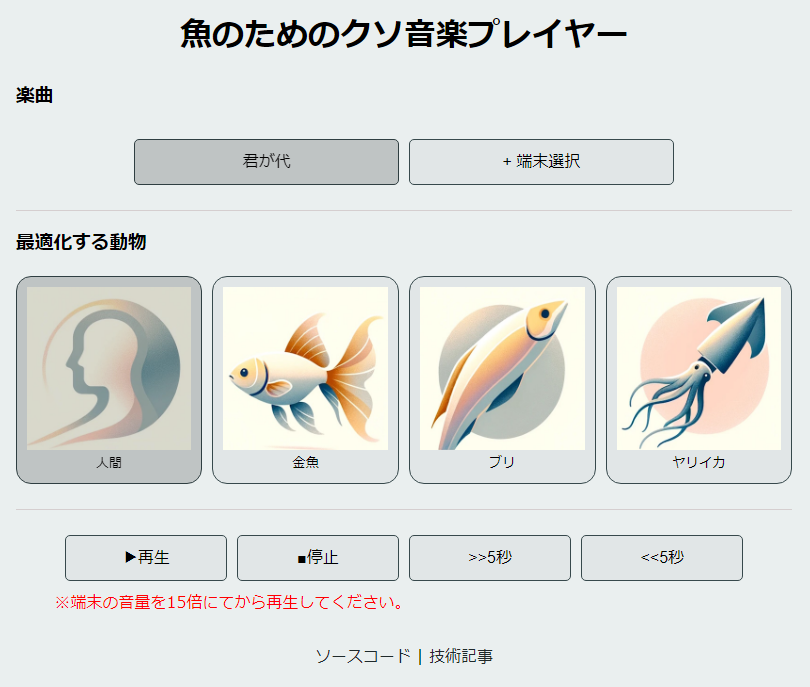 魚のためのクソ音楽プレイヤー
楽曲
君が代
+ 端末選択
最適化する動物
人間
金魚
ブリ
ヤリイカ
▶再生
■停止
>>5秒
<<5秒
※端末の音量を15倍にてから再生してください。
ソースコード | 技術記事